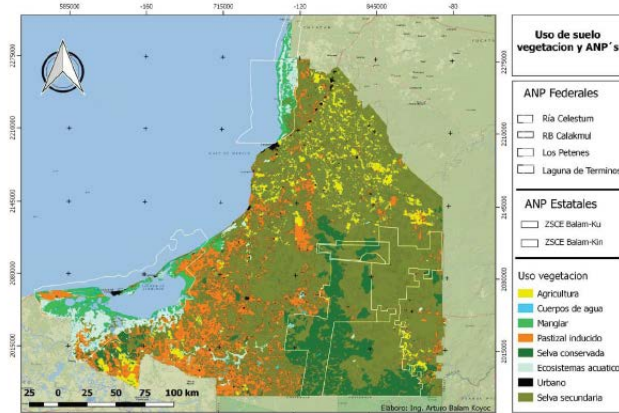 Uso de suelo
vegetacion y ANP´s
ANP Federales
Ría Celestum
RB Calakmul
Los Petenes
Laguna de Terminos
ANP Estatales
ZSCE Balam-Ku
ZSCE Balam-Kin
Uso vegetacion
Agricultura
Cuerpos de agua
Manglar
Pastizal inducido
Selva conservada
Ecosistemas acuatico
Urbano
Selva secundaria
585000 -160 715000 -120 945000 -80
2275000
2210000
2145000
2080000
2015000
25 0 25 50 75 100 km
Elaboro: Ing. Arturo Balam Koyoc